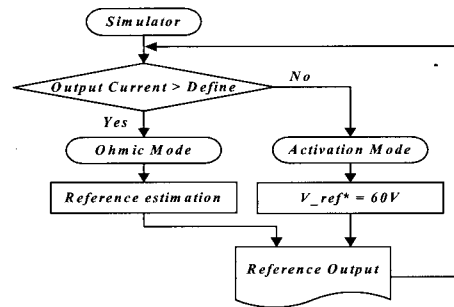 Simulator
Output Current > Define
No
Yes
Ohmic Mode
Activation Mode
Reference estimation
V_ref* = 60V
Reference Output